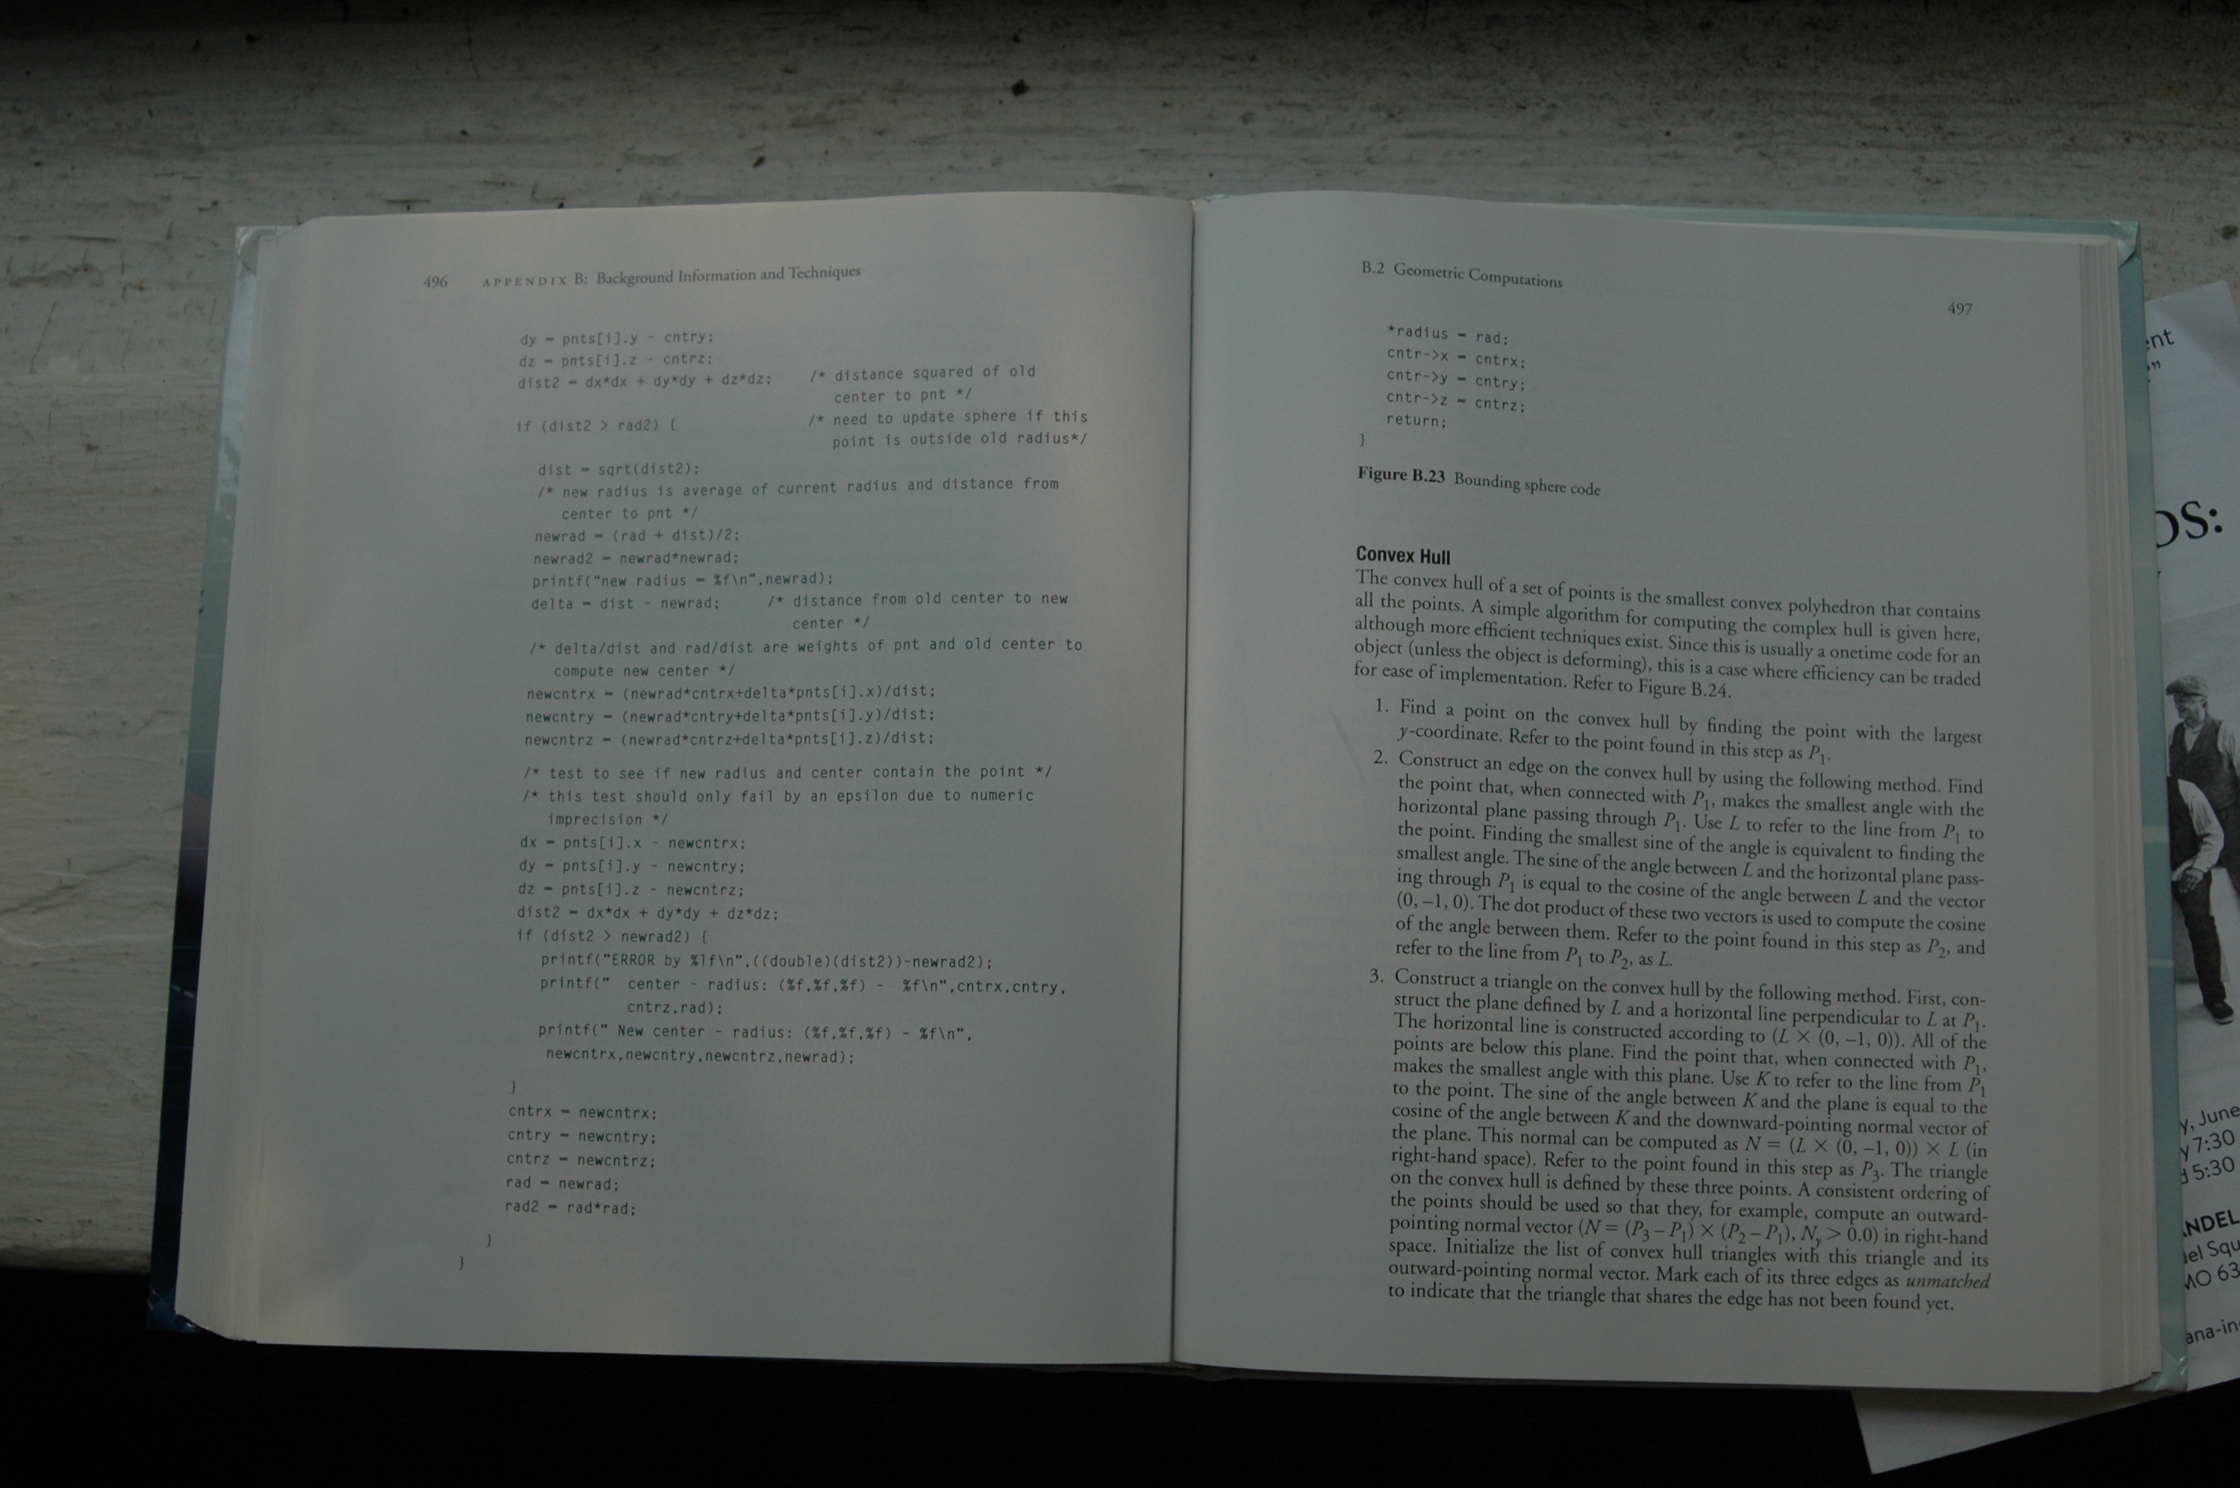 496 APPENDIX B: Background Information and Techniques
dy = pnts[i].y - cntry;
dz = pnts[i].z - cntrz;
dist2 = dx*dx + dy*dy + dz*dz; /* distance squared of old
center to pnt */
if (dist2 > rad2) { /* need to update sphere if this
point is outside old radius*/
dist = sqrt(dist2);
/* new radius is average of current radius and distance from
center to pnt */
newrad = (rad + dist)/2;
newrad2 = newrad*newrad;
printf("new radius = %f\n",newrad);
delta = dist - newrad; /* distance from old center to new
center */
/* delta/dist and rad/dist are weights of pnt and old center to
compute new center */
newcntrx = (newrad*cntrx+delta*pnts[i].x)/dist;
newcntry = (newrad*cntry+delta*pnts[i].y)/dist;
newcntrz = (newrad*cntrz+delta*pnts[i].z)/dist;
/* test to see if new radius and center contain the point */
/* this test should only fail by an epsilon due to numeric
imprecision */
dx = pnts[i].x - newcntrx;
dy = pnts[i].y - newcntry;
dz = pnts[i].z - newcntrz;
dist2 = dx*dx + dy*dy + dz*dz;
if (dist2 > newrad2) {
printf("ERROR by %lf\n",((double)(dist2))-newrad2);
printf(" center - radius: (%f,%f,%f) - %f\n",cntrx,cntry,
cntrz,rad);
printf(" New center - radius: (%f,%f,%f) - %f\n",
newcntrx,newcntry,newcntrz,newrad);
}
cntrx = newcntrx;
cntry = newcntry;
cntrz = newcntrz;
rad = newrad;
rad2 = rad*rad;
}
}
B.2 Geometric Computations 497
*radius = rad;
cntr->x = cntrx;
cntr->y = cntry;
cntr->z = cntrz;
return;
}
Figure B.23 Bounding sphere code
Convex Hull
The convex hull of a set of points is the smallest convex polyhedron that contains
all the points. A simple algorithm for computing the complex hull is given here,
although more efficient techniques exist. Since this is usually a onetime code for an
object (unless the object is deforming), this is a case where efficiency can be traded
for ease of implementation. Refer to Figure B.24.
1. Find a point on the convex hull by finding the point with the largest
y-coordinate. Refer to the point found in this step as P₁.
2. Construct an edge on the convex hull by using the following method. Find
the point that, when connected with P₁, makes the smallest angle with the
horizontal plane passing through P₁. Use L to refer to the line from P₁ to
the point. Finding the smallest sine of the angle is equivalent to finding the
smallest angle. The sine of the angle between L and the horizontal plane pass-
ing through P₁ is equal to the cosine of the angle between L and the vector
(0, −1, 0). The dot product of these two vectors is used to compute the cosine
of the angle between them. Refer to the point found in this step as P₂, and
refer to the line from P₁ to P₂, as L.
3. Construct a triangle on the convex hull by the following method. First, con-
struct the plane defined by L and a horizontal line perpendicular to L at P₁.
The horizontal line is constructed according to (L × (0, −1, 0)). All of the
points are below this plane. Find the point that, when connected with P₁,
makes the smallest angle with this plane. Use K to refer to the line from P₁
to the point. The sine of the angle between K and the plane is equal to the
cosine of the angle between K and the downward-pointing normal vector of
the plane. This normal can be computed as N = (L × (0, −1, 0)) × L (in
right-hand space). Refer to the point found in this step as P₃. The triangle
on the convex hull is defined by these three points. A consistent ordering of
the points should be used so that they, for example, compute an outward-
pointing normal vector (N = (P₃ − P₁) × (P₂ − P₁), Nᵧ > 0.0) in right-hand
space. Initialize the list of convex hull triangles with this triangle and its
outward-pointing normal vector. Mark each of its three edges as unmatched
to indicate that the triangle that shares the edge has not been found yet.
y, June
7:30
5:30
MO 63